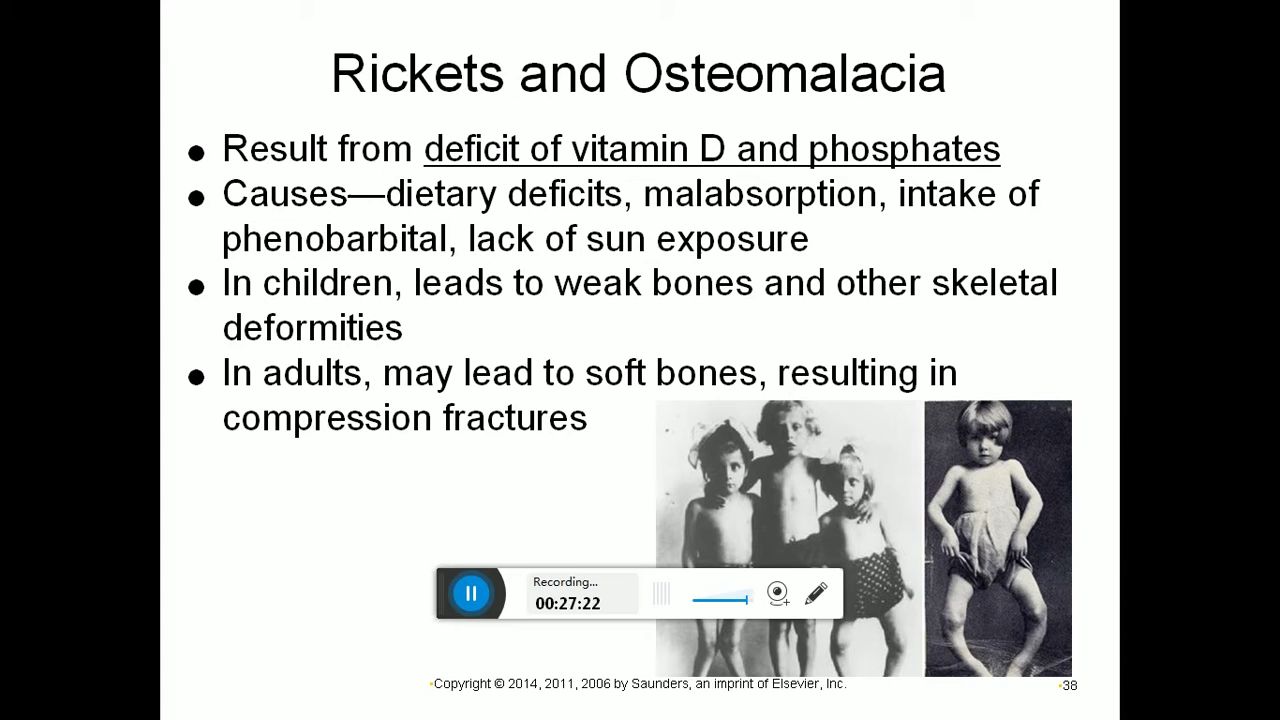 Rickets and Osteomalacia
● Result from deficit of vitamin D and phosphates
● Causes—dietary deficits, malabsorption, intake of
phenobarbital, lack of sun exposure
● In children, leads to weak bones and other skeletal
deformities
● In adults, may lead to soft bones, resulting in
compression fractures
Recording...
00:27:22
•Copyright © 2014, 2011, 2006 by Saunders, an imprint of Elsevier, Inc.
•38